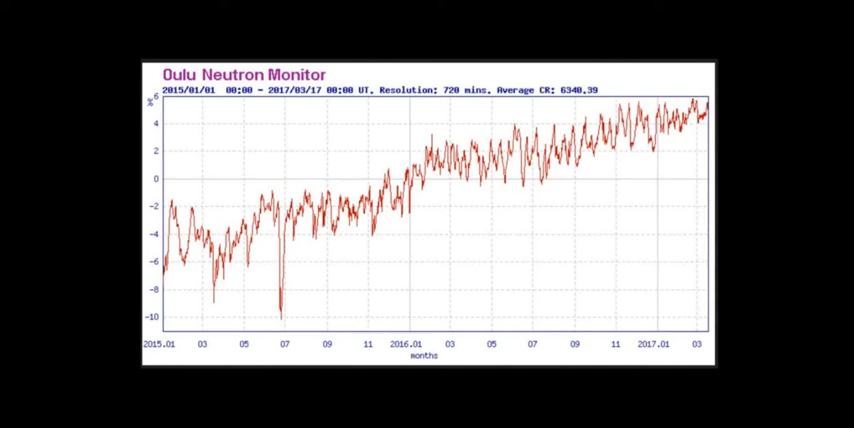 Oulu Neutron Monitor
2015/01/01 00:00 - 2017/03/17 00:00 UT. Resolution: 720 mins. Average CR: 6340.39
%
6
4
2
0
-2
-4
-6
-8
-10
2015.01 03 05 07 09 11 2016.01 03 05 07 09 11 2017.01 03
months